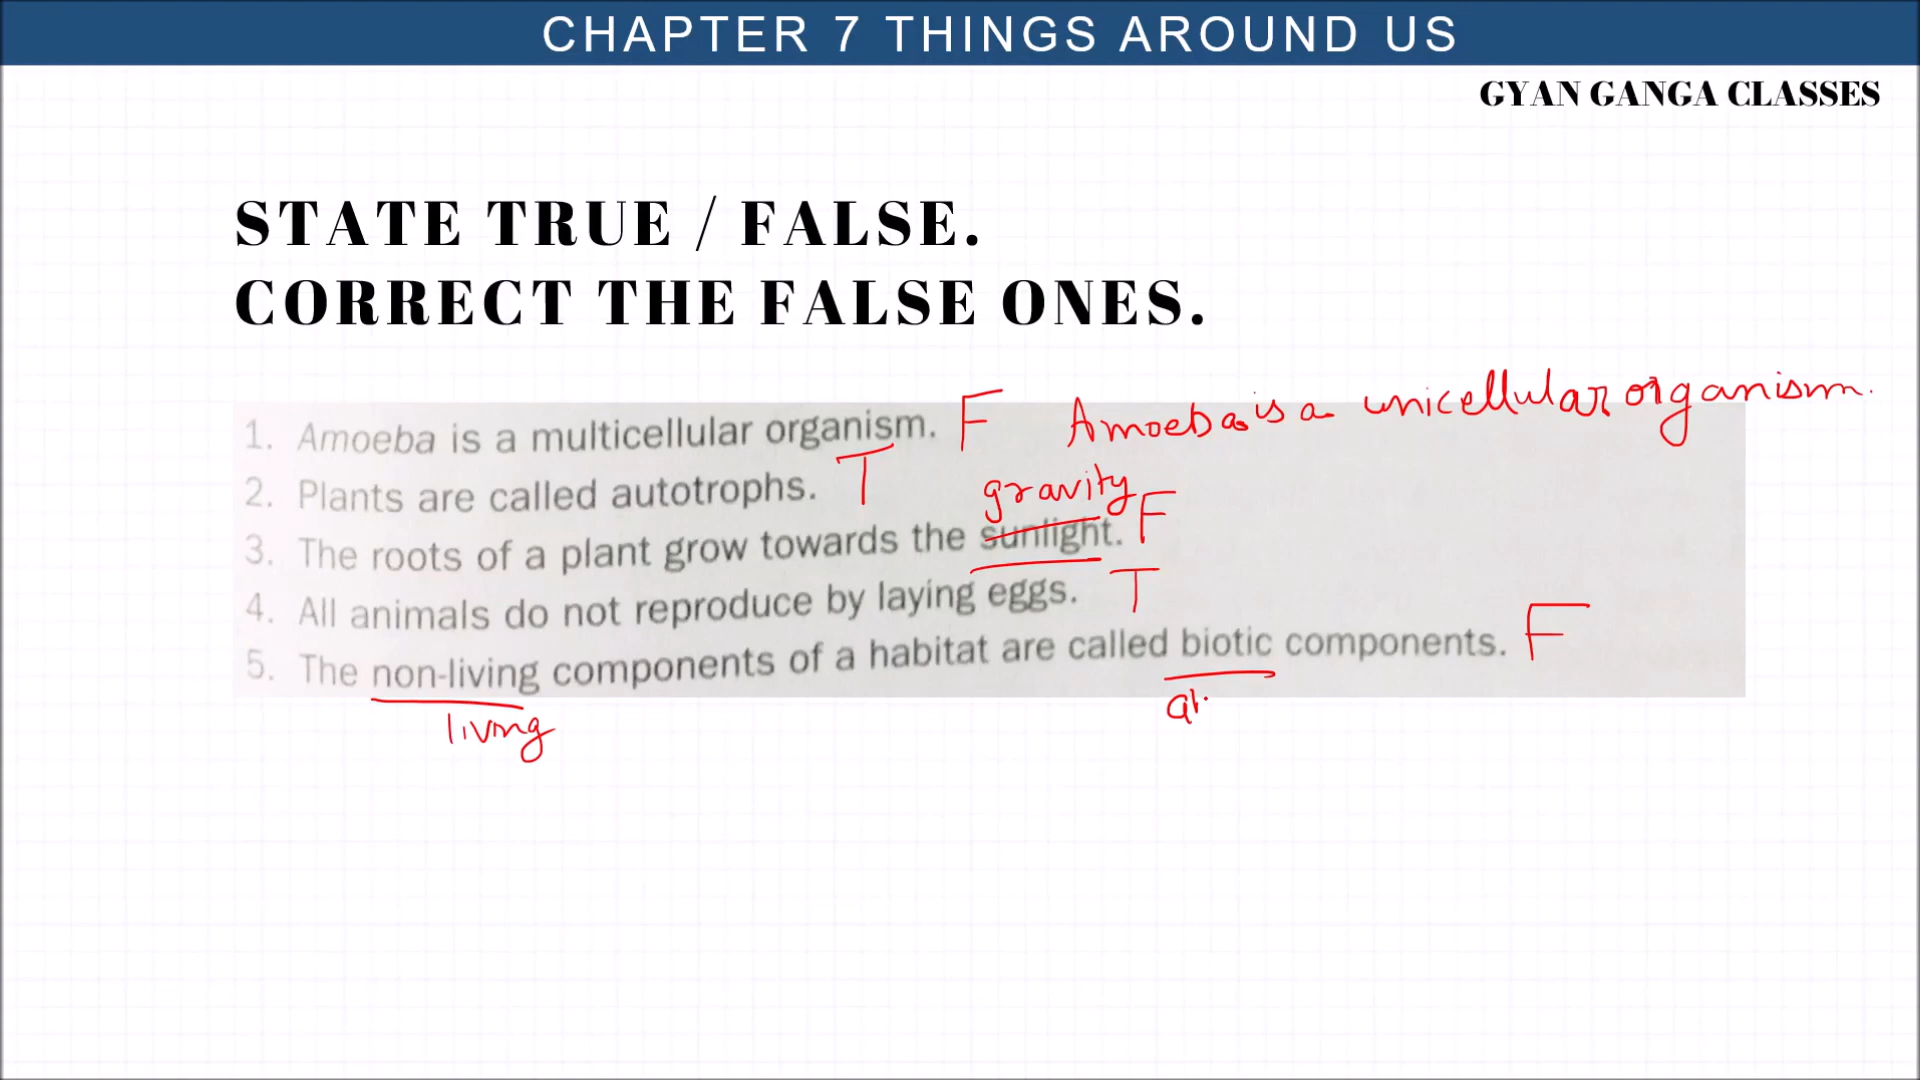 CHAPTER 7 THINGS AROUND US
GYAN GANGA CLASSES
STATE TRUE / FALSE.
CORRECT THE FALSE ONES.
1. Amoeba is a multicellular organism. F Amoeba is a unicellular organism.
2. Plants are called autotrophs. T
gravity
3. The roots of a plant grow towards the sunlight. F
4. All animals do not reproduce by laying eggs. T
5. The non-living components of a habitat are called biotic components. F
living